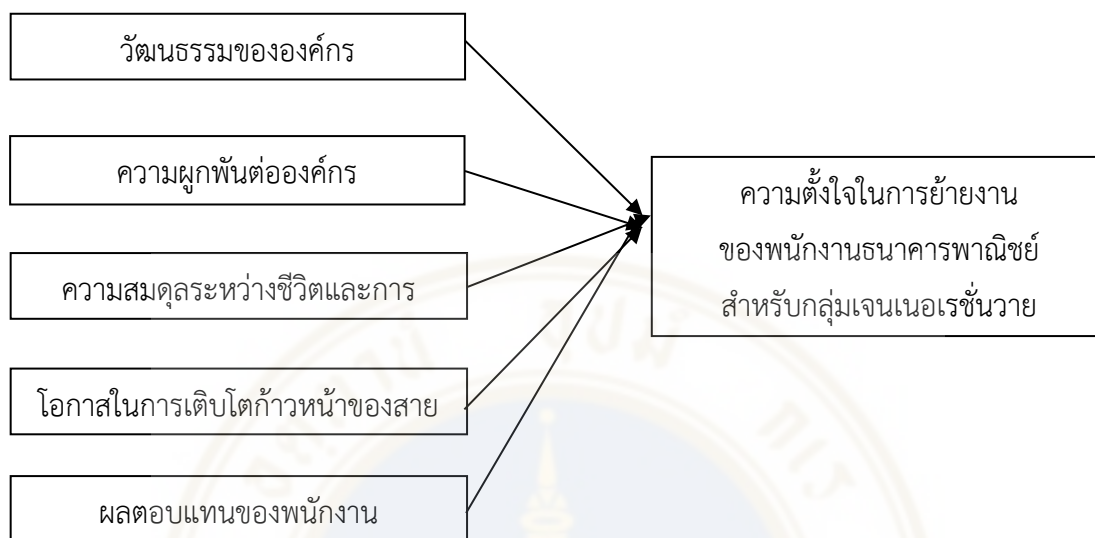 วัฒนธรรมขององค์กร
ความผูกพันต่อองค์กร
ความสมดุลระหว่างชีวิตและการ
โอกาสในการเติบโตก้าวหน้าของสาย
ผลตอบแทนของพนักงาน
ความตั้งใจในการย้ายงาน
ของพนักงานธนาคารพาณิชย์
สำหรับกลุ่มเจนเนอเรชั่นวาย